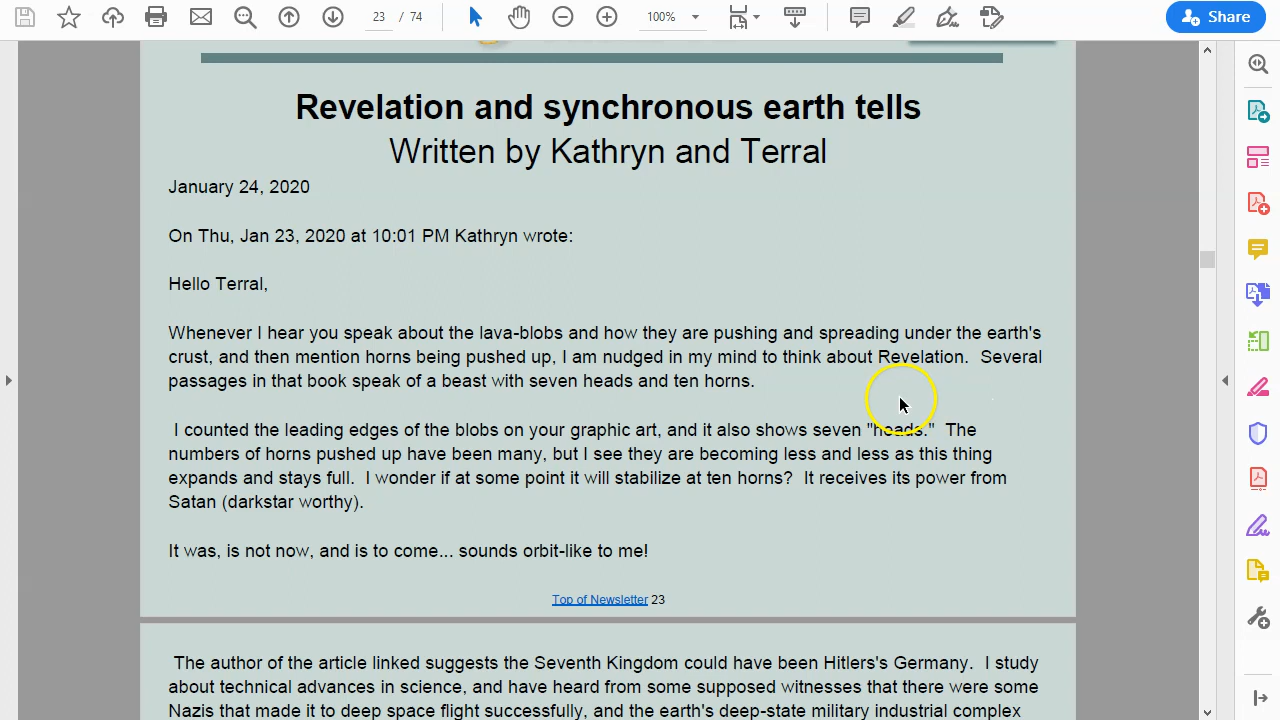 23 / 74
100%
Share
Revelation and synchronous earth tells
Written by Kathryn and Terral
January 24, 2020
On Thu, Jan 23, 2020 at 10:01 PM Kathryn wrote:
Hello Terral,
Whenever I hear you speak about the lava-blobs and how they are pushing and spreading under the earth's
crust, and then mention horns being pushed up, I am nudged in my mind to think about Revelation.  Several
passages in that book speak of a beast with seven heads and ten horns.
I counted the leading edges of the blobs on your graphic art, and it also shows seven "heads."  The
numbers of horns pushed up have been many, but I see they are becoming less and less as this thing
expands and stays full.  I wonder if at some point it will stabilize at ten horns?  It receives its power from
Satan (darkstar worthy).
It was, is not now, and is to come... sounds orbit-like to me!
Top of Newsletter 23
The author of the article linked suggests the Seventh Kingdom could have been Hitlers's Germany.  I study
about technical advances in science, and have heard from some supposed witnesses that there were some
Nazis that made it to deep space flight successfully, and the earth's deep-state military industrial complex